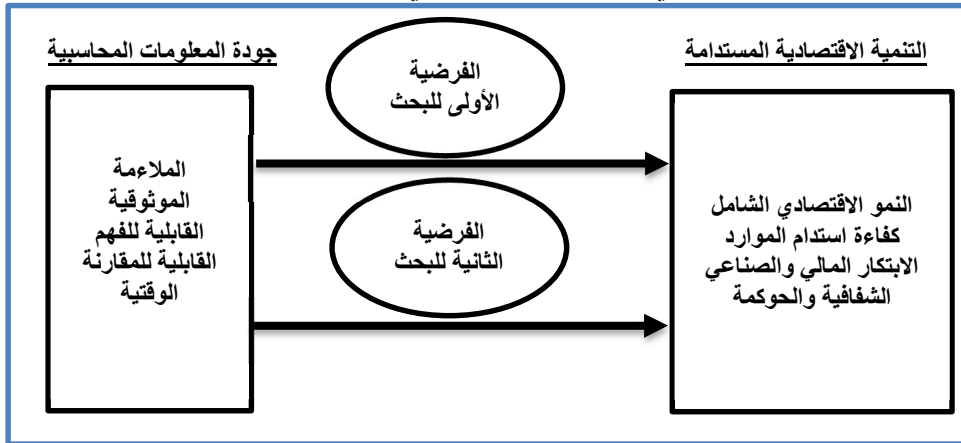 التنمية الاقتصادية المستدامة
جودة المعلومات المحاسبية
الفرضية
الأولى للبحث
الملاءمة
الموثوقية
القابلية للفهم
القابلية للمقارنة
الوقتية
الفرضية
الثانية للبحث
النمو الاقتصادي الشامل
كفاءة استدام الموارد
الابتكار المالي والصناعي
الشفافية والحوكمة